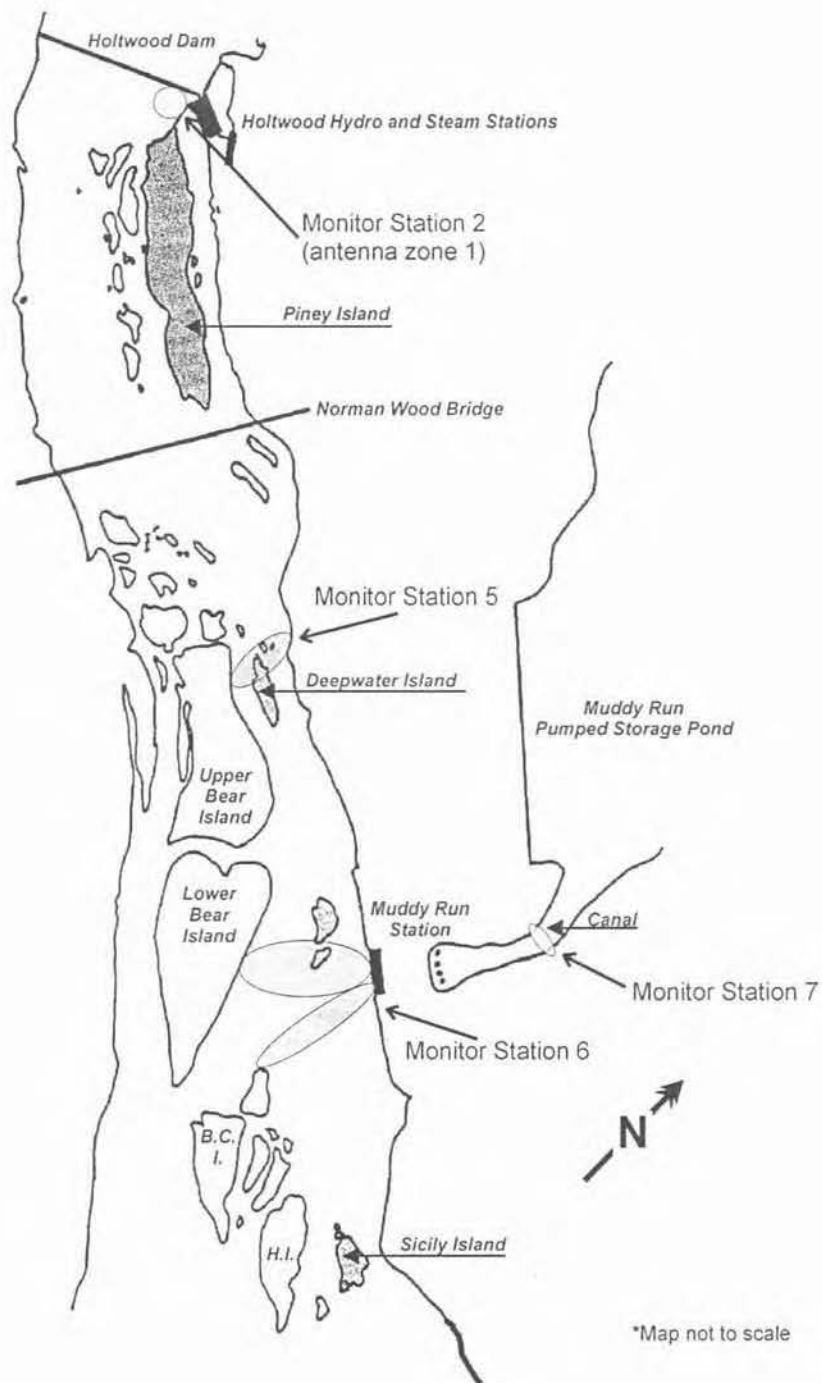 Holtwood Dam
Holtwood Hydro and Steam Stations
Monitor Station 2
(antenna zone 1)
Piney Island
Norman Wood Bridge
Monitor Station 5
Deepwater Island
Muddy Run
Pumped Storage Pond
Upper
Bear
Island
Lower
Bear
Island
Muddy Run
Station
Canal
Monitor Station 7
Monitor Station 6
N
B.C.
I.
H.I.
Sicily Island
*Map not to scale